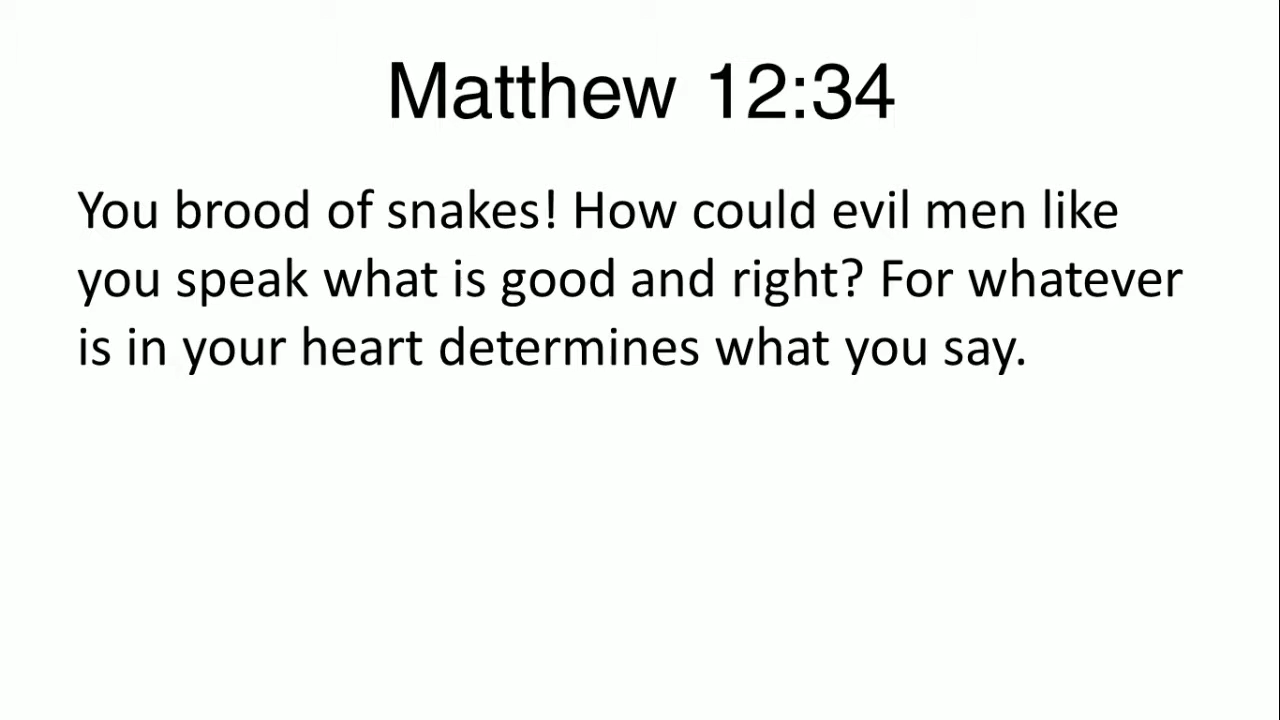 Matthew 12:34
You brood of snakes! How could evil men like
you speak what is good and right? For whatever
is in your heart determines what you say.